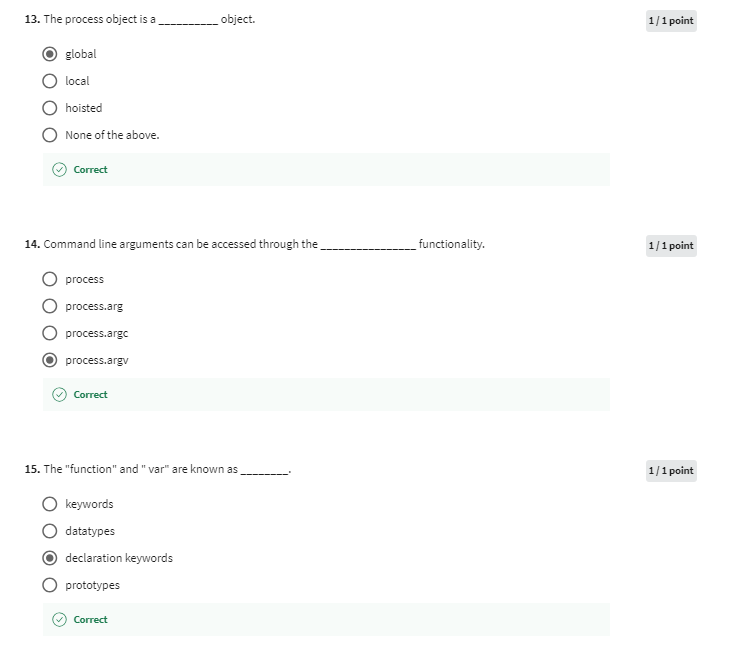 13. The process object is a __________ object.
1 / 1 point
global
local
hoisted
None of the above.
Correct
14. Command line arguments can be accessed through the ________________ functionality.
1 / 1 point
process
process.arg
process.argc
process.argv
Correct
15. The "function" and " var" are known as ________.
1 / 1 point
keywords
datatypes
declaration keywords
prototypes
Correct